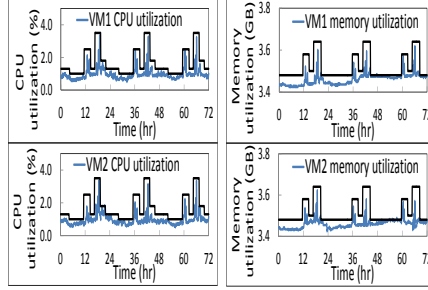 CPU
utilization (%)
4.0
2.0
0.0
VM1 CPU utilization
0 12 24 36 48 60 72
Time (hr)
Memory
utilization (GB)
3.8
3.6
3.4
VM1 memory utilization
0 12 24 36 48 60 72
Time (hr)
CPU
utilization (%)
4.0
2.0
0.0
VM2 CPU utilization
0 12 24 36 48 60 72
Time (hr)
Memory
utilization (GB)
3.8
3.6
3.4
VM2 memory utilization
0 12 24 36 48 60 72
Time (hr)